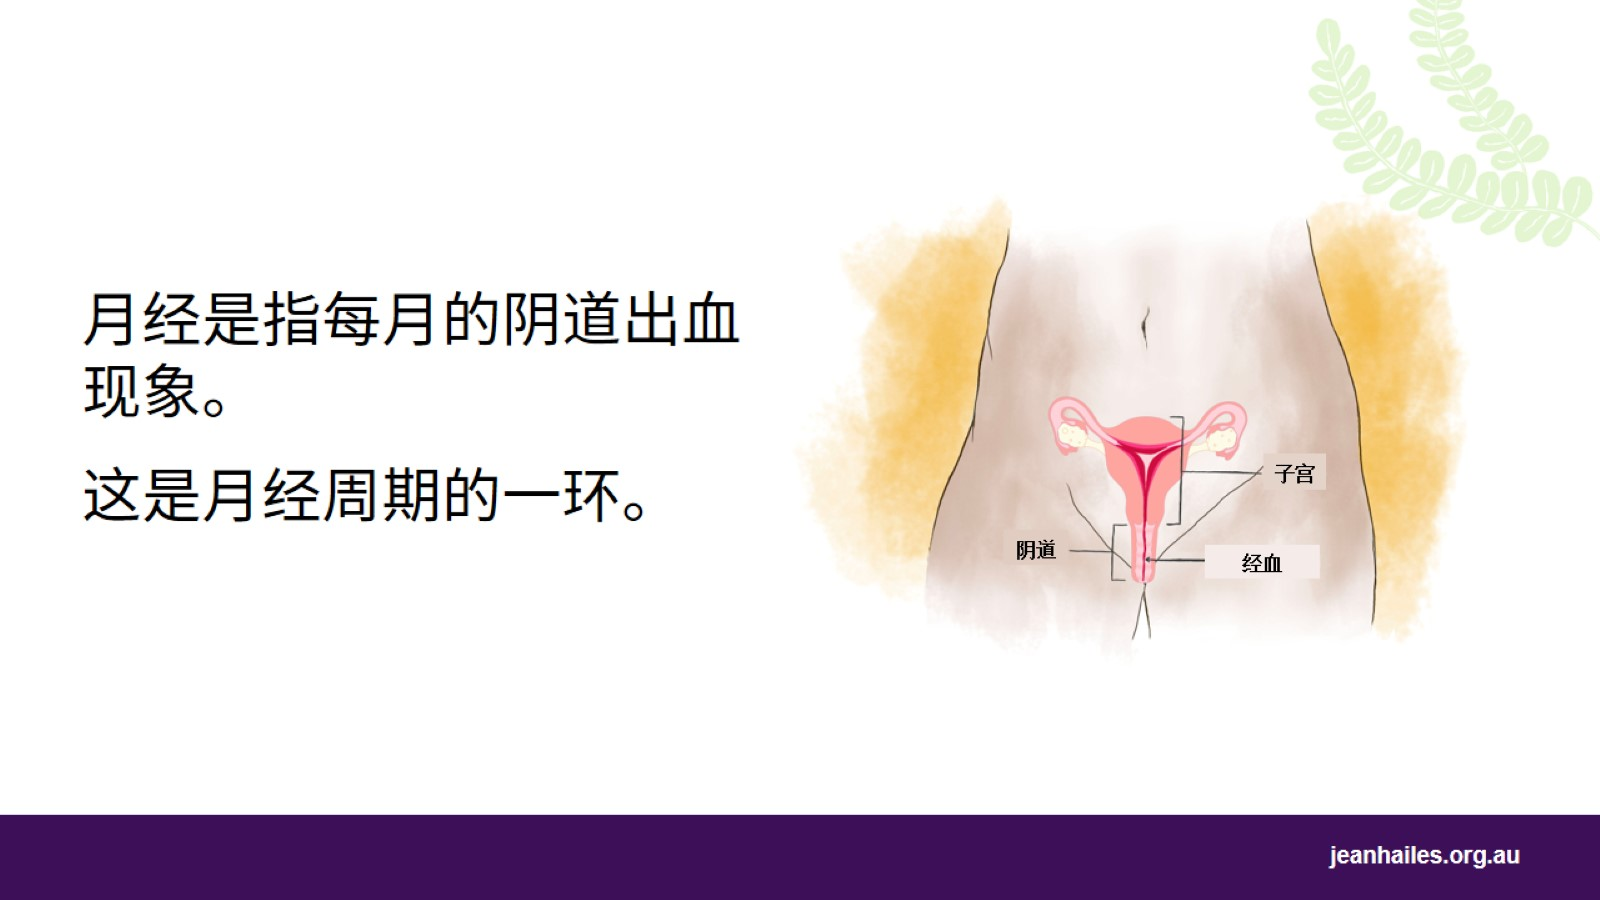 月经是指每月的阴道出血
现象。
这是月经周期的一环。
子宫
阴道
经血
jeanhailes.org.au